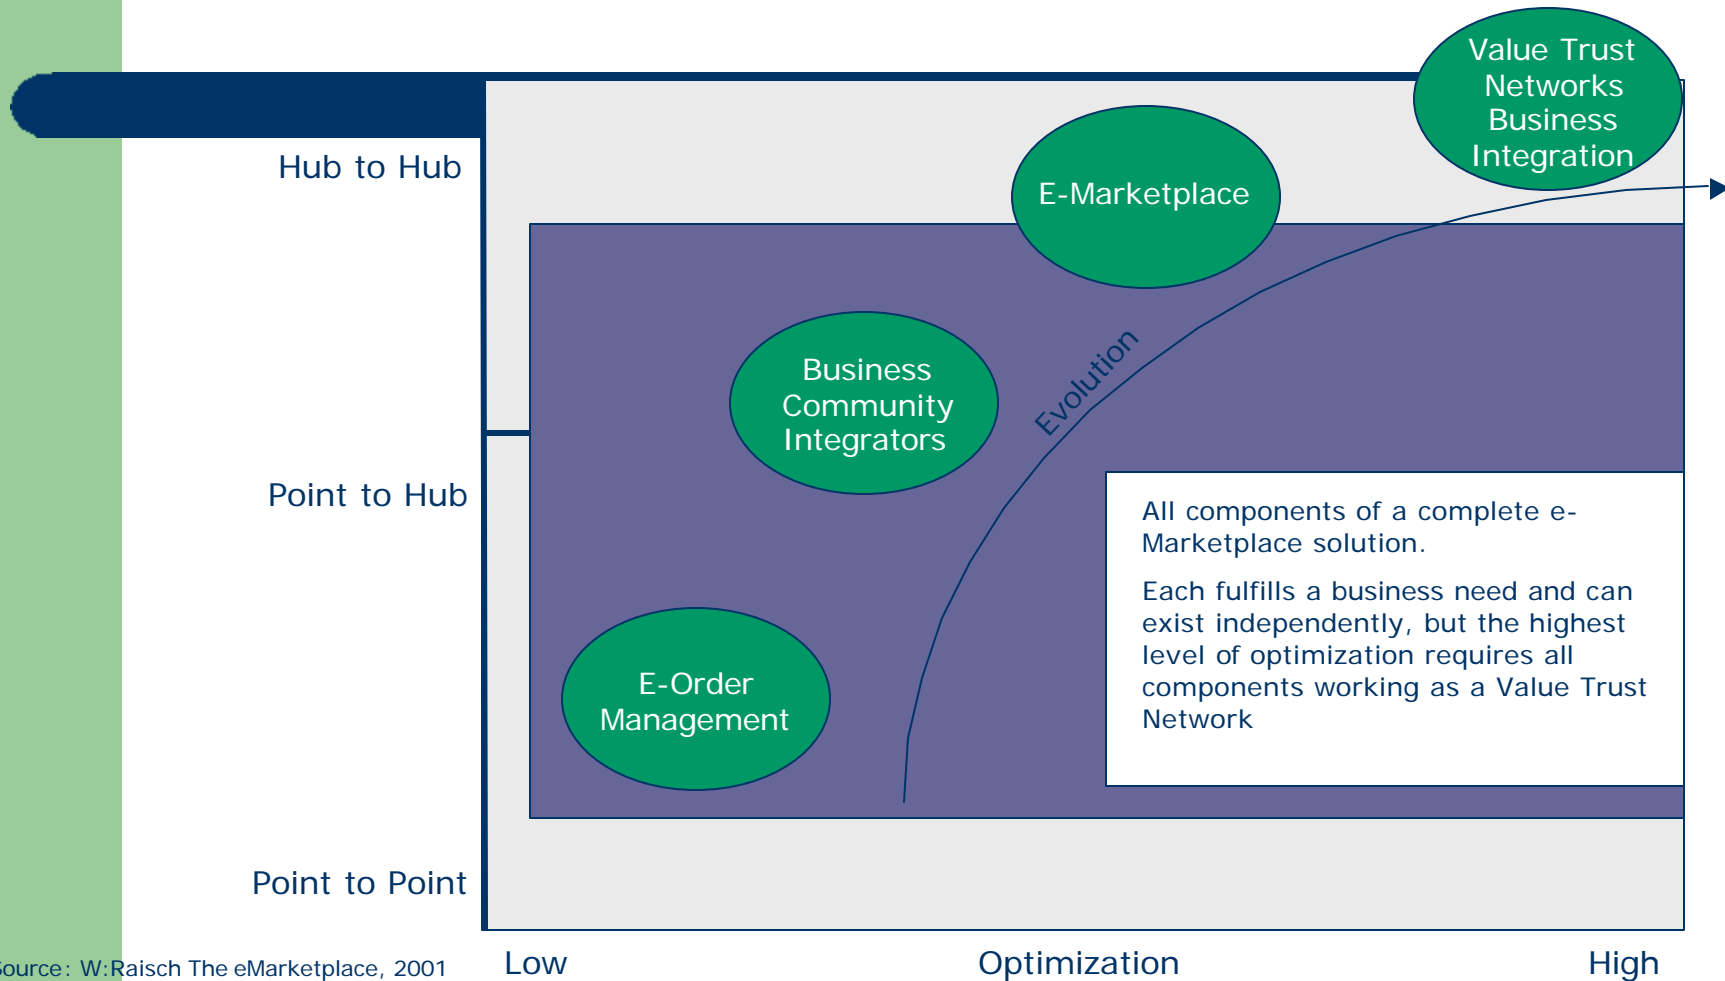 Value Trust
Networks
Business
Integration
Hub to Hub
E-Marketplace
Evolution
Business
Community
Integrators
Point to Hub
All components of a complete e-
Marketplace solution.
Each fulfills a business need and can
exist independently, but the highest
level of optimization requires all
components working as a Value Trust
Network
E-Order
Management
Point to Point
Source: W:Raisch The eMarketplace, 2001
Low
Optimization
High